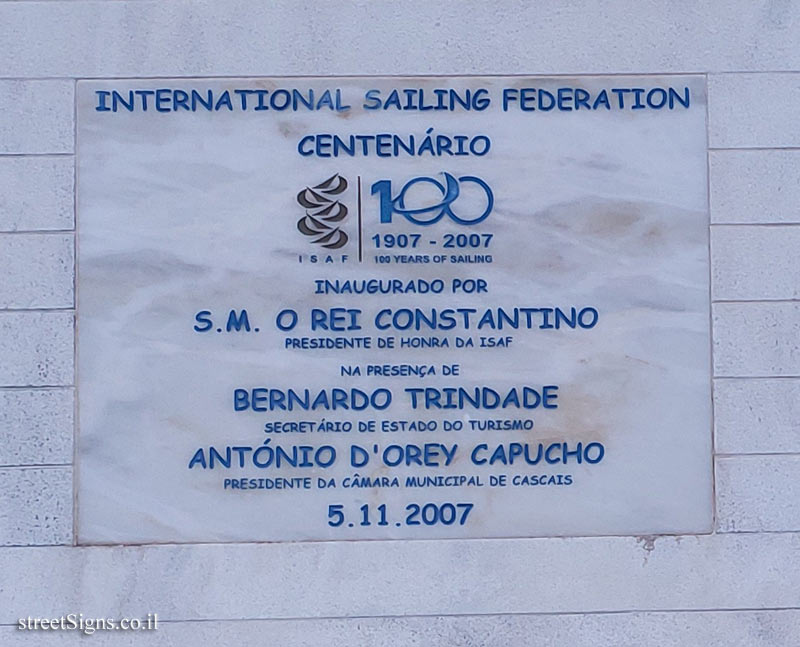 INTERNATIONAL SAILING FEDERATION
CENTENÁRIO
100
1907 - 2007
ISAF
100 YEARS OF SAILING
INAUGURADO POR
S.M. O REI CONSTANTINO
PRESIDENTE DE HONRA DA ISAF
NA PRESENÇA DE
BERNARDO TRINDADE
SECRETÁRIO DE ESTADO DO TURISMO
ANTÓNIO D'OREY CAPUCHO
PRESIDENTE DA CÂMARA MUNICIPAL DE CASCAIS
5.11.2007
streetSigns.co.il